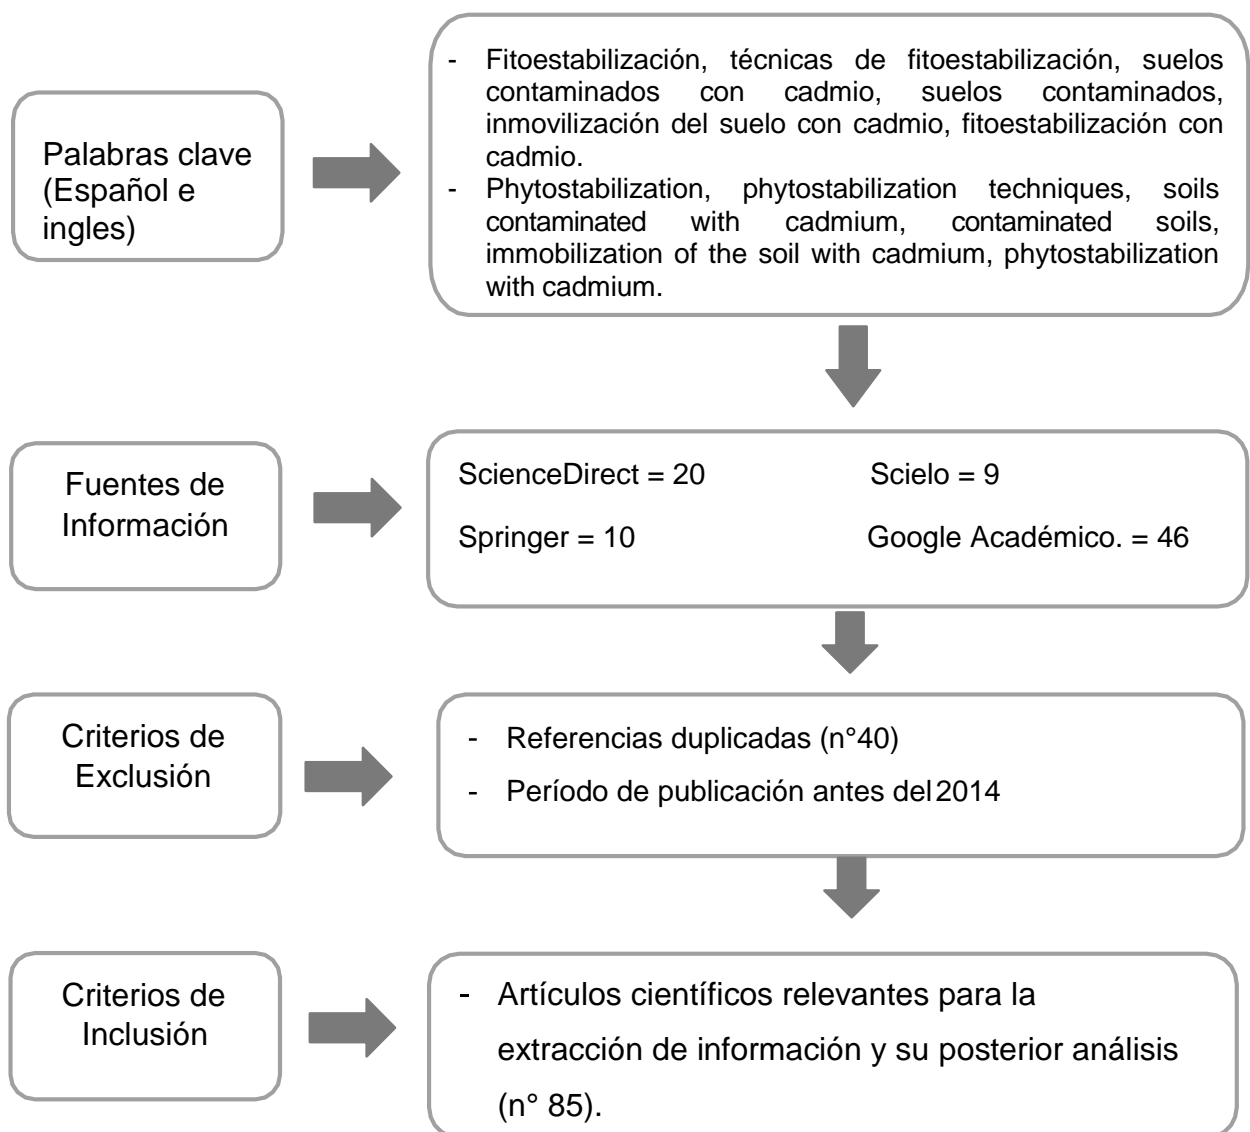 Palabras clave
(Español e
ingles)
- Fitoestabilización, técnicas de fitoestabilización, suelos
contaminados con cadmio, suelos contaminados,
inmovilización del suelo con cadmio, fitoestabilización con
cadmio.
- Phytostabilization, phytostabilization techniques, soils
contaminated with cadmium, contaminated soils,
immobilization of the soil with cadmium, phytostabilization
with cadmium.
Fuentes de
Información
ScienceDirect = 20 Scielo = 9
Springer = 10 Google Académico. = 46
Criterios de
Exclusión
- Referencias duplicadas (n°40)
- Período de publicación antes del 2014
Criterios de
Inclusión
- Artículos científicos relevantes para la
extracción de información y su posterior análisis
(n° 85).